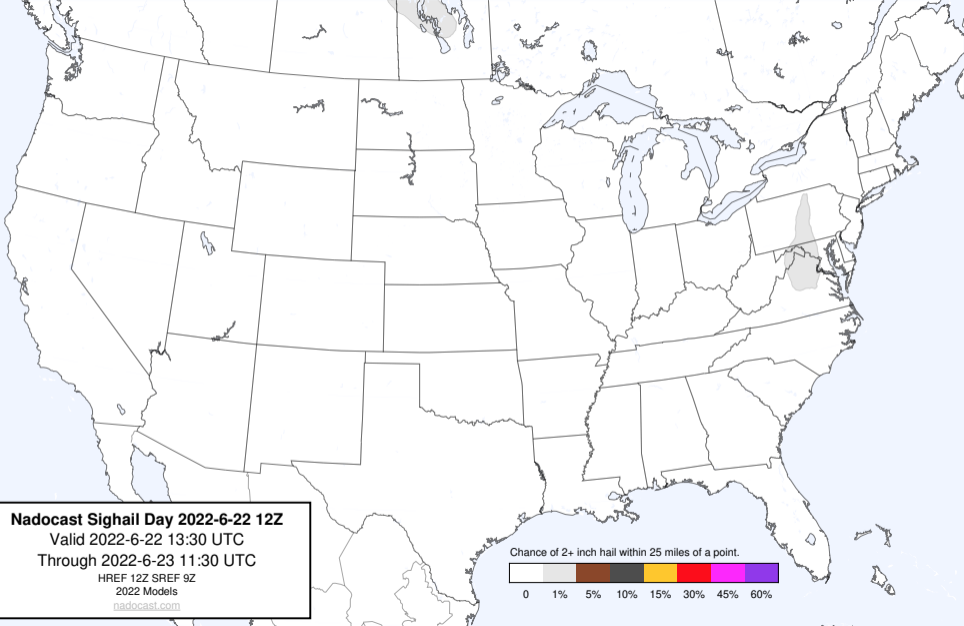 Nadocast Sighail Day 2022-6-22 12Z
Valid 2022-6-22 13:30 UTC
Through 2022-6-23 11:30 UTC
HREF 12Z SREF 9Z
2022 Models
nadocast.com
Chance of 2+ inch hail within 25 miles of a point.
0 1% 5% 10% 15% 30% 45% 60%